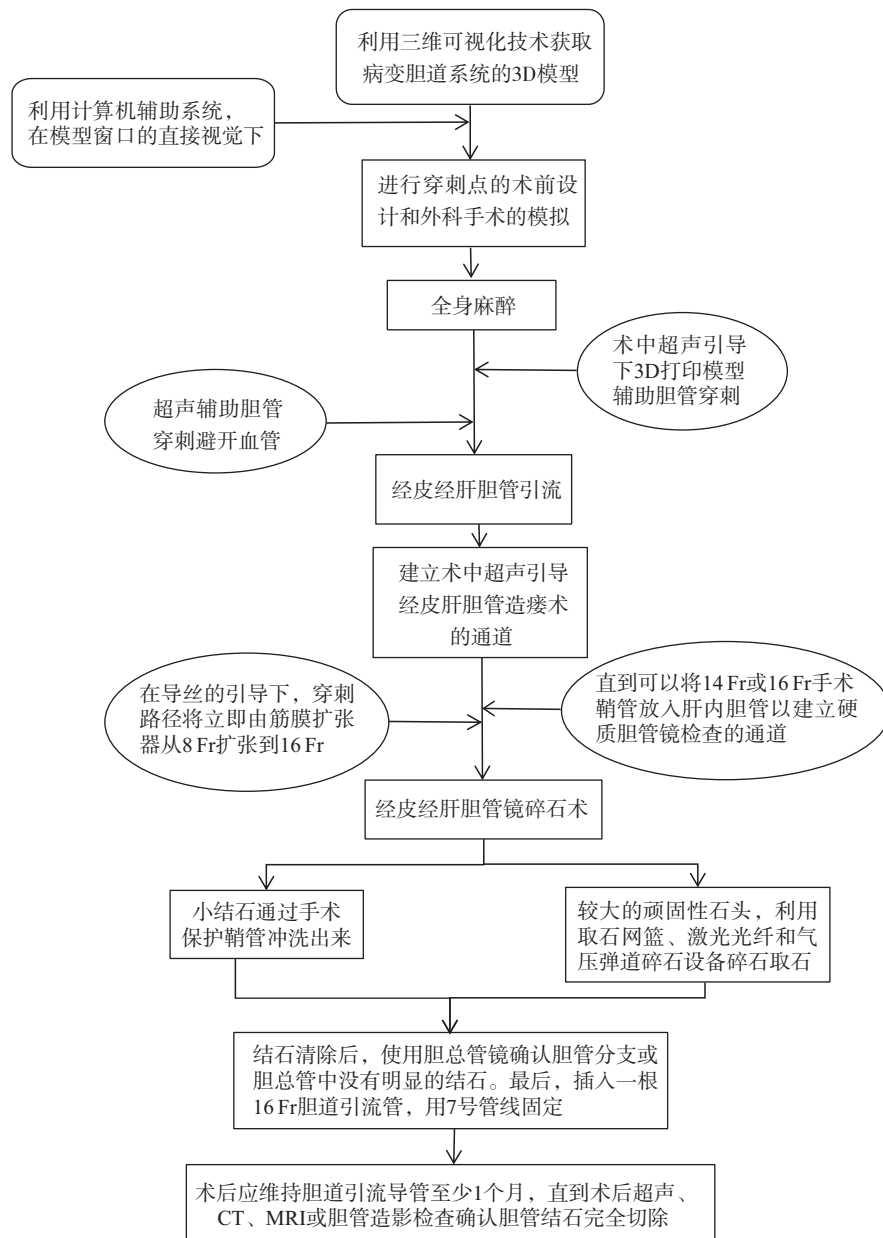 利用三维可视化技术获取
病变胆道系统的3D模型
利用计算机辅助系统，
在模型窗口的直接视觉下
进行穿刺点的术前设
计和外科手术的模拟
全身麻醉
术中超声引导
下3D打印模型
辅助胆管穿刺
超声辅助胆管
穿刺避开血管
经皮经肝胆管引流
建立术中超声引导
经皮肝胆管造瘘术
的通道
在导丝的引导下，穿刺
路径将立即由筋膜扩张
器从8 Fr扩张到16 Fr
直到可以将14 Fr或16 Fr手术
鞘管放入肝内胆管以建立硬
质胆管镜检查的通道
经皮经肝胆管镜碎石术
小结石通过手术
保护鞘管冲洗出来
较大的顽固性石头，利用
取石网篮、激光光纤和气
压弹道碎石设备碎石取石
结石清除后，使用胆总管镜确认胆管分支或
胆总管中没有明显的结石。最后，插入一根
16 Fr胆道引流管，用7号管线固定
术后应维持胆道引流导管至少1个月，直到术后超声、
CT、MRI或胆管造影检查确认胆管结石完全切除